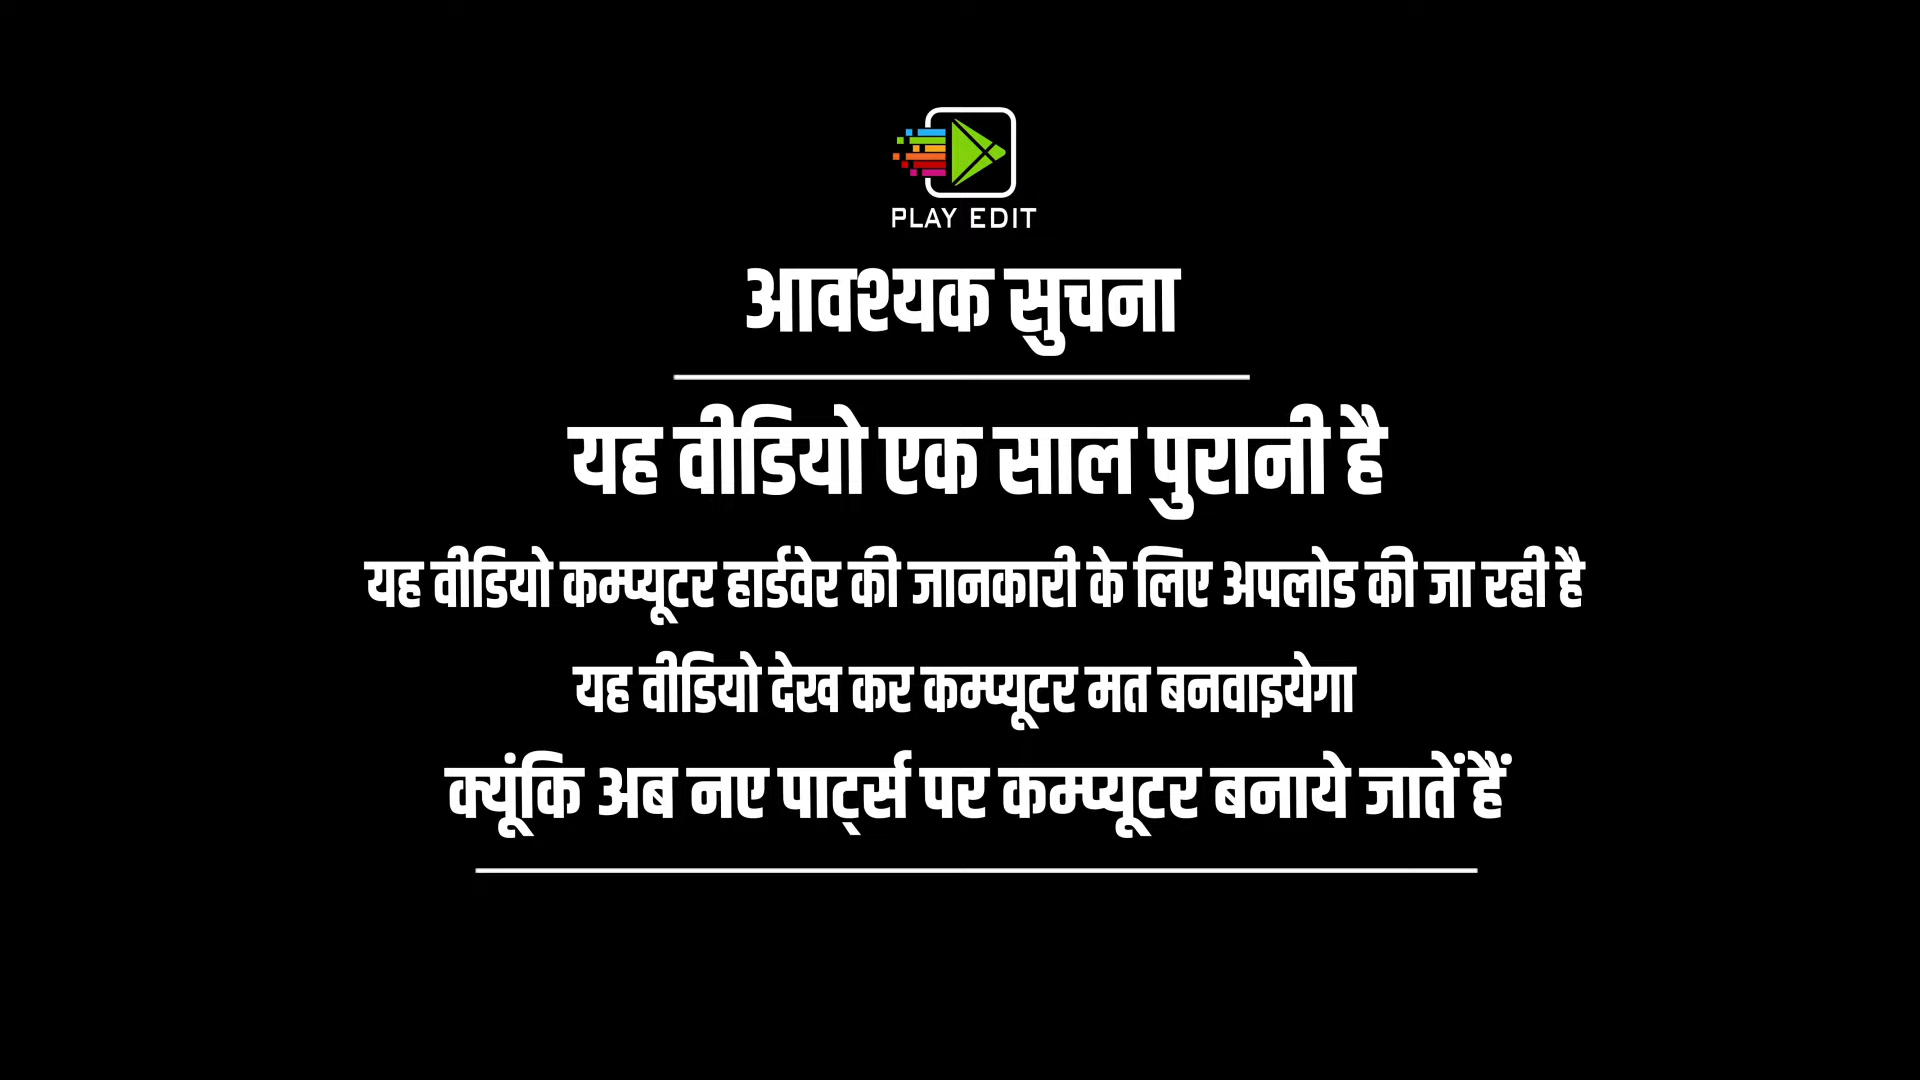 PLAY EDIT
आवश्यक सुचना
यह वीडियो एक साल पुरानी है
यह वीडियो कम्प्यूटर हार्डवेर की जानकारी के लिए अपलोड की जा रही है
यह वीडियो देख कर कम्प्यूटर मत बनवाइयेगा
क्यूंकि अब नए पार्ट्स पर कम्प्यूटर बनाये जातें हैं